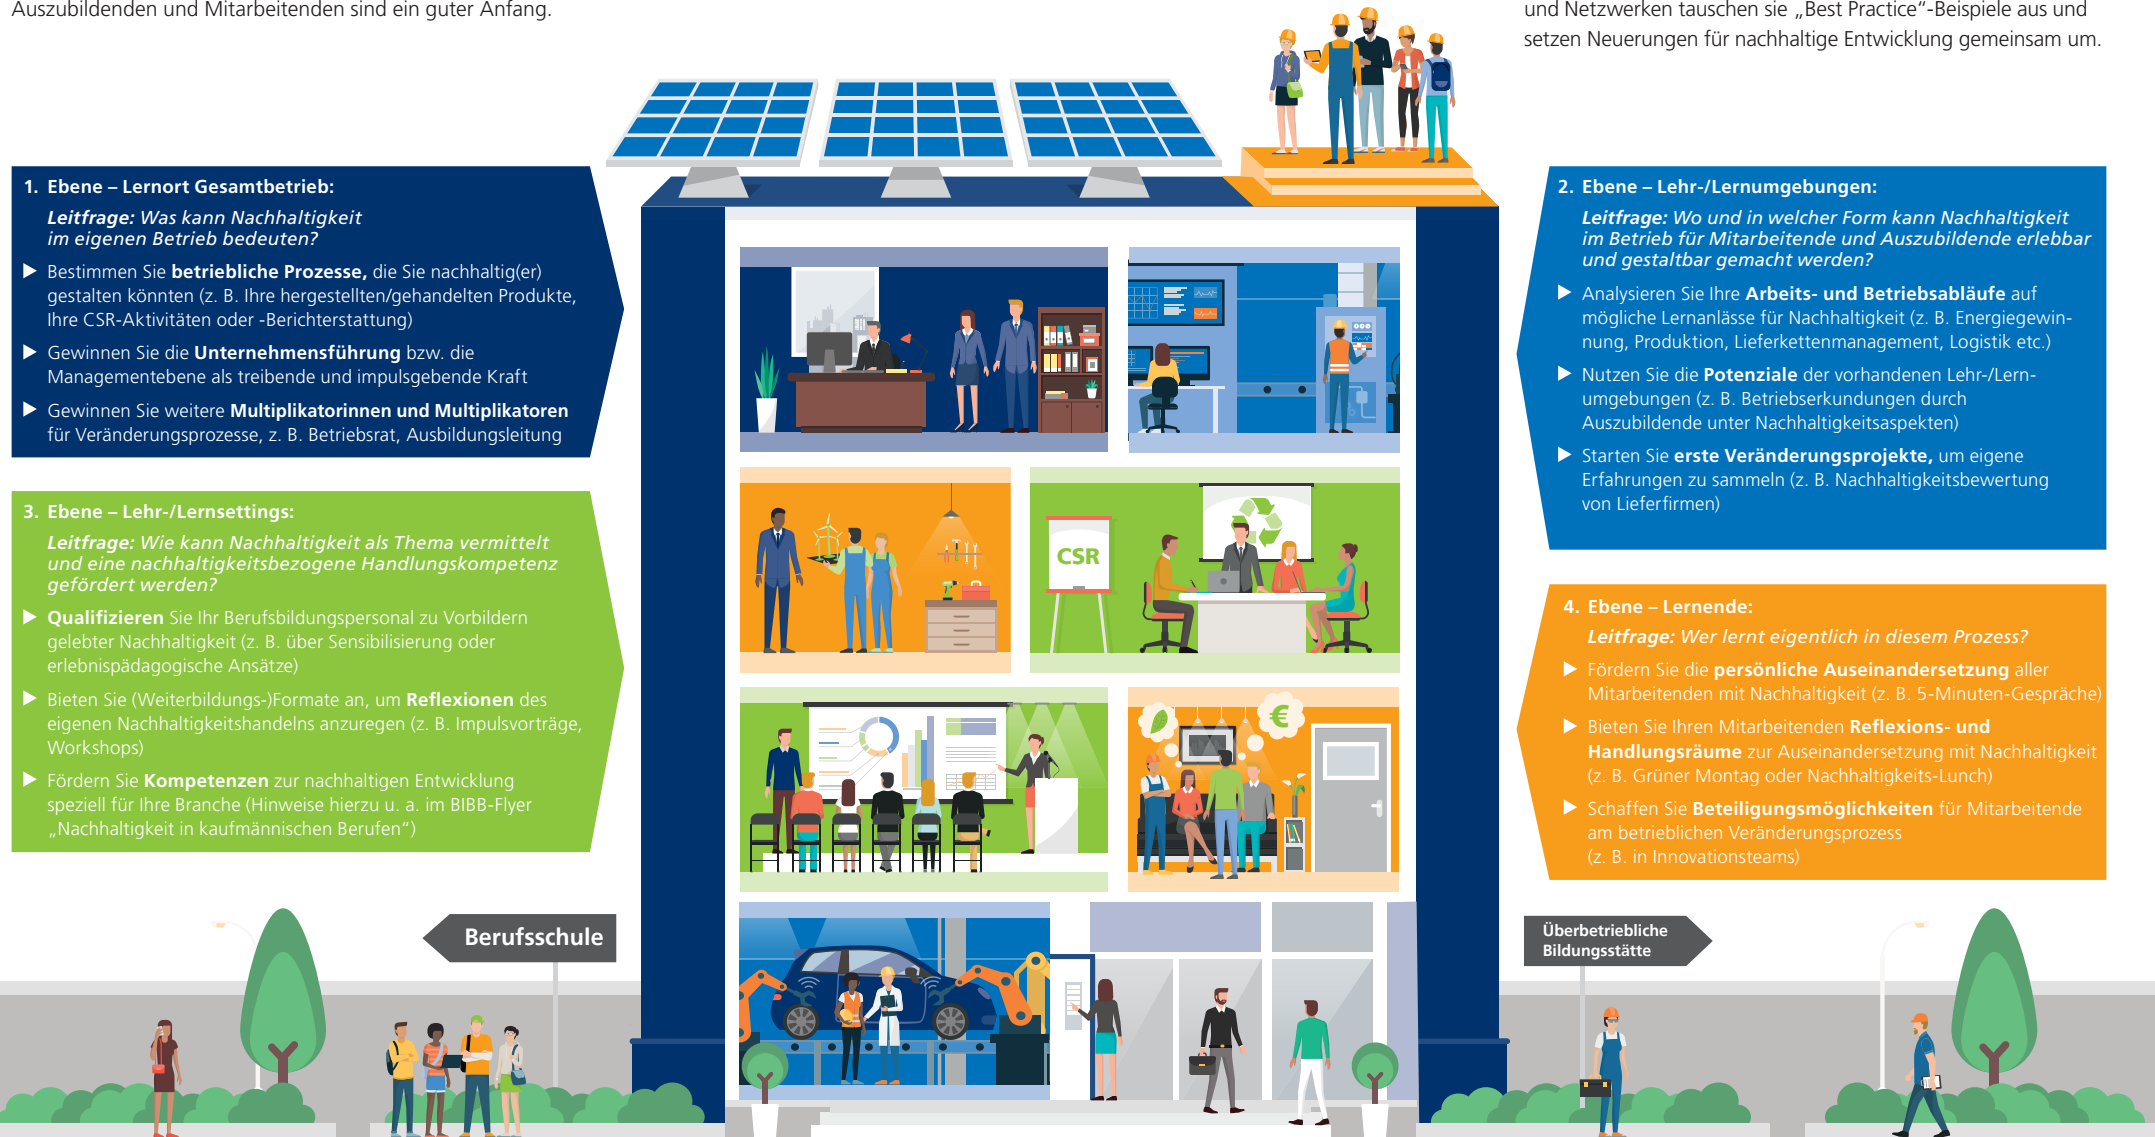 Auszubildenden und Mitarbeitenden sind ein guter Anfang.
und Netzwerken tauschen sie „Best Practice“-Beispiele aus und
setzen Neuerungen für nachhaltige Entwicklung gemeinsam um.
1. Ebene – Lernort Gesamtbetrieb:
Leitfrage: Was kann Nachhaltigkeit
im eigenen Betrieb bedeuten?
▶ Bestimmen Sie betriebliche Prozesse, die Sie nachhaltig(er)
gestalten könnten (z. B. Ihre hergestellten/gehandelten Produkte,
Ihre CSR-Aktivitäten oder -Berichterstattung)
▶ Gewinnen Sie die Unternehmensführung bzw. die
Managementebene als treibende und impulsgebende Kraft
▶ Gewinnen Sie weitere Multiplikatorinnen und Multiplikatoren
für Veränderungsprozesse, z. B. Betriebsrat, Ausbildungsleitung
2. Ebene – Lehr-/Lernumgebungen:
Leitfrage: Wo und in welcher Form kann Nachhaltigkeit
im Betrieb für Mitarbeitende und Auszubildende erlebbar
und gestaltbar gemacht werden?
▶ Analysieren Sie Ihre Arbeits- und Betriebsabläufe auf
mögliche Lernanlässe für Nachhaltigkeit (z. B. Energiegewin-
nung, Produktion, Lieferkettenmanagement, Logistik etc.)
▶ Nutzen Sie die Potenziale der vorhandenen Lehr-/Lern-
umgebungen (z. B. Betriebserkundungen durch
Auszubildende unter Nachhaltigkeitsaspekten)
▶ Starten Sie erste Veränderungsprojekte, um eigene
Erfahrungen zu sammeln (z. B. Nachhaltigkeitsbewertung
von Lieferfirmen)
3. Ebene – Lehr-/Lernsettings:
Leitfrage: Wie kann Nachhaltigkeit als Thema vermittelt
und eine nachhaltigkeitsbezogene Handlungskompetenz
gefördert werden?
▶ Qualifizieren Sie Ihr Berufsbildungspersonal zu Vorbildern
gelebter Nachhaltigkeit (z. B. über Sensibilisierung oder
erlebnispädagogische Ansätze)
▶ Bieten Sie (Weiterbildungs-)Formate an, um Reflexionen des
eigenen Nachhaltigkeitshandelns anzuregen (z. B. Impulsvorträge,
Workshops)
▶ Fördern Sie Kompetenzen zur nachhaltigen Entwicklung
speziell für Ihre Branche (Hinweise hierzu u. a. im BIBB-Flyer
„Nachhaltigkeit in kaufmännischen Berufen“)
CSR
€
4. Ebene – Lernende:
Leitfrage: Wer lernt eigentlich in diesem Prozess?
▶ Fördern Sie die persönliche Auseinandersetzung aller
Mitarbeitenden mit Nachhaltigkeit (z. B. 5-Minuten-Gespräche)
▶ Bieten Sie Ihren Mitarbeitenden Reflexions- und
Handlungsräume zur Auseinandersetzung mit Nachhaltigkeit
(z. B. Grüner Montag oder Nachhaltigkeits-Lunch)
▶ Schaffen Sie Beteiligungsmöglichkeiten für Mitarbeitende
am betrieblichen Veränderungsprozess
(z. B. in Innovationsteams)
Berufsschule
Überbetriebliche
Bildungsstätte